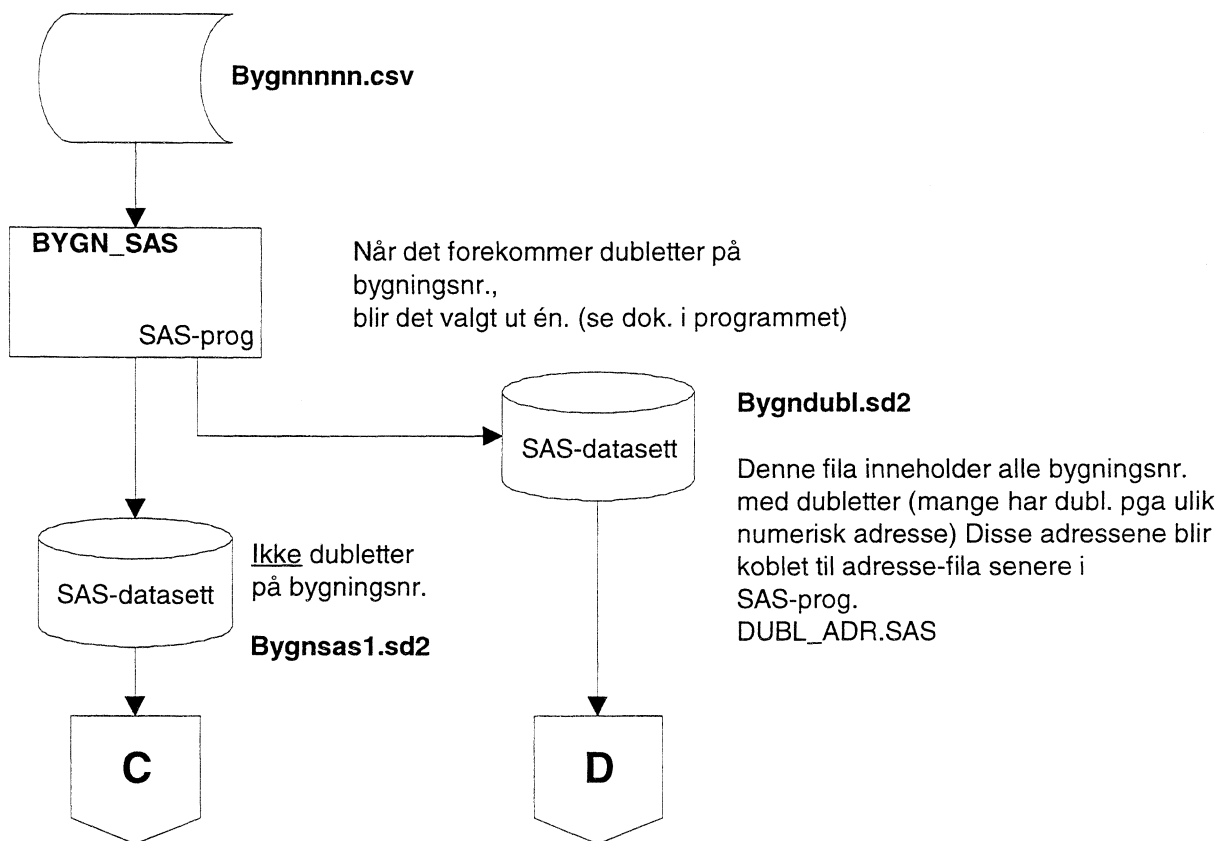 Bygnnnnn.csv
BYGN_SAS
SAS-prog
Når det forekommer dubletter på
bygningsnr.,
blir det valgt ut én. (se dok. i programmet)
SAS-datasett
Bygndubl.sd2
Denne fila inneholder alle bygningsnr.
med dubletter (mange har dubl. pga ulik
numerisk adresse) Disse adressene blir
koblet til adresse-fila senere i
SAS-prog.
DUBL_ADR.SAS
SAS-datasett
Ikke dubletter
på bygningsnr.
Bygnsas1.sd2
C
D